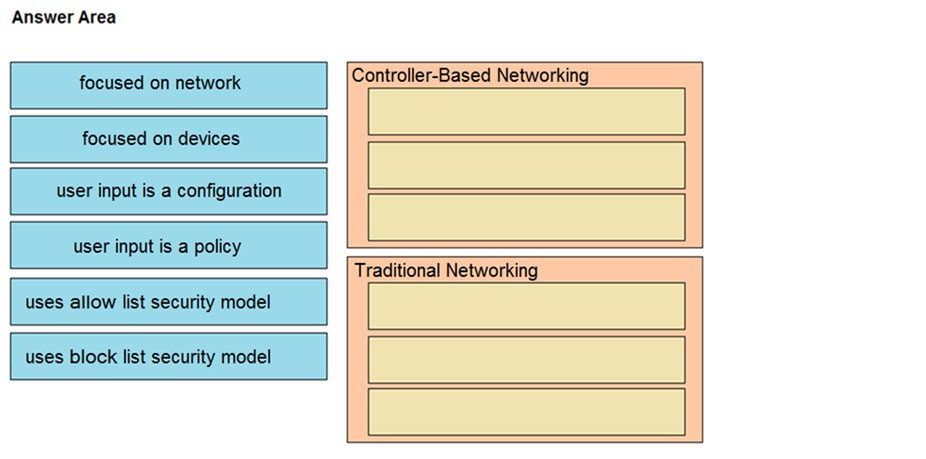 Answer Area
focused on network
focused on devices
user input is a configuration
user input is a policy
uses allow list security model
uses block list security model
Controller-Based Networking
Traditional Networking